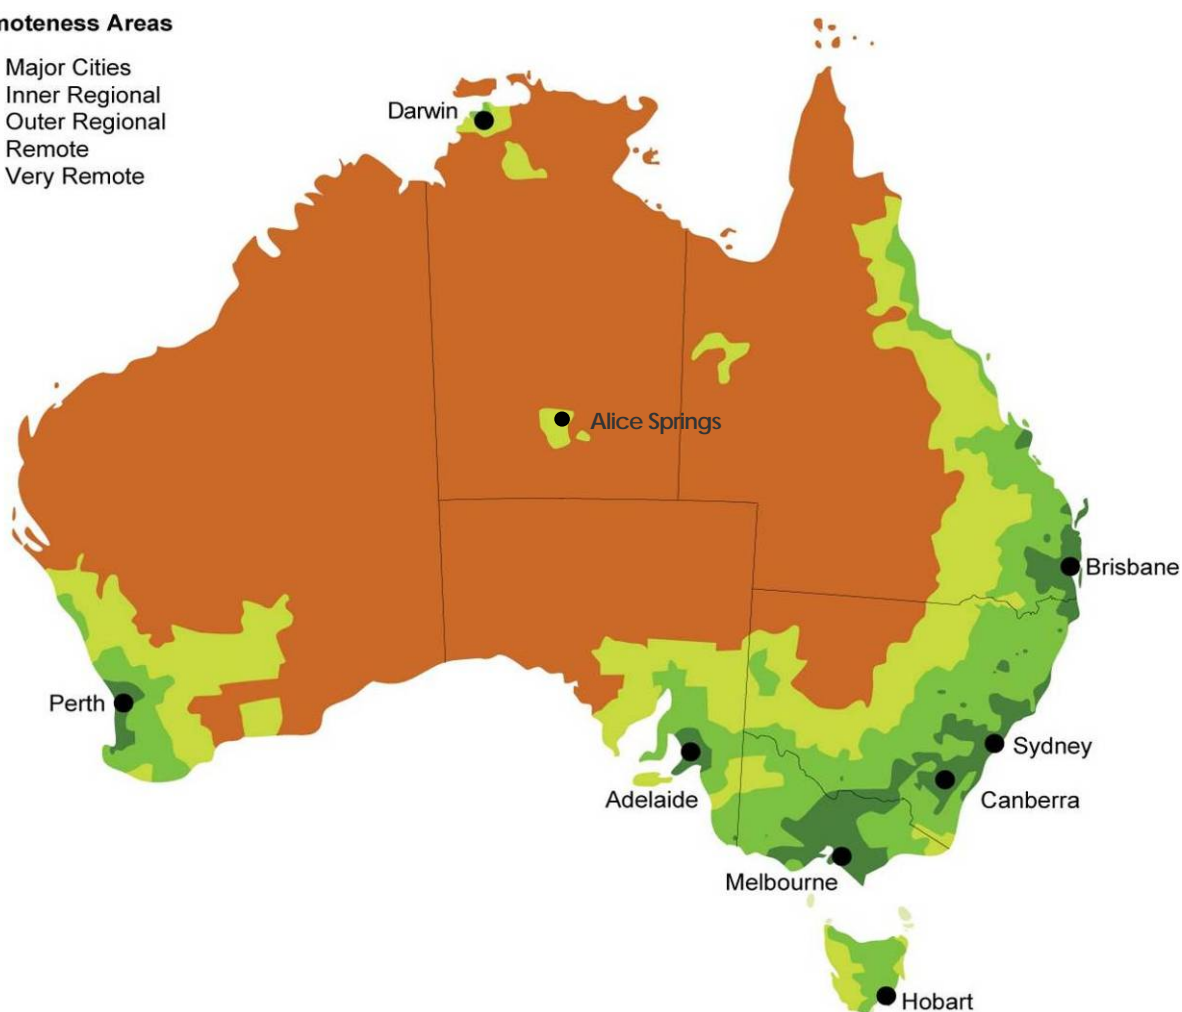 moteness Areas
Major Cities
Inner Regional
Outer Regional
Remote
Very Remote
Darwin
Alice Springs
Brisbane
Perth
Sydney
Adelaide
Canberra
Melbourne
Hobart